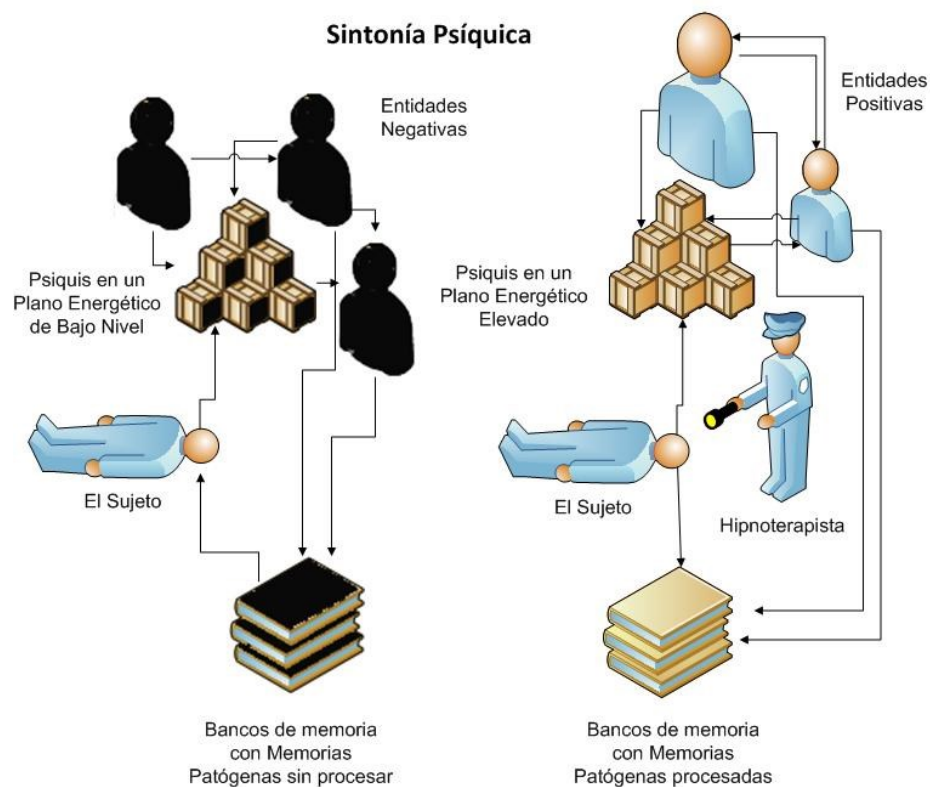 Sintonía Psíquica
Entidades
Negativas
Psiquis en un
Plano Energético
de Bajo Nivel
El Sujeto
Bancos de memoria
con Memorias
Patógenas sin procesar
Entidades
Positivas
Psiquis en un
Plano Energético
Elevado
El Sujeto
Hipnoterapista
Bancos de memoria
con Memorias
Patógenas procesadas